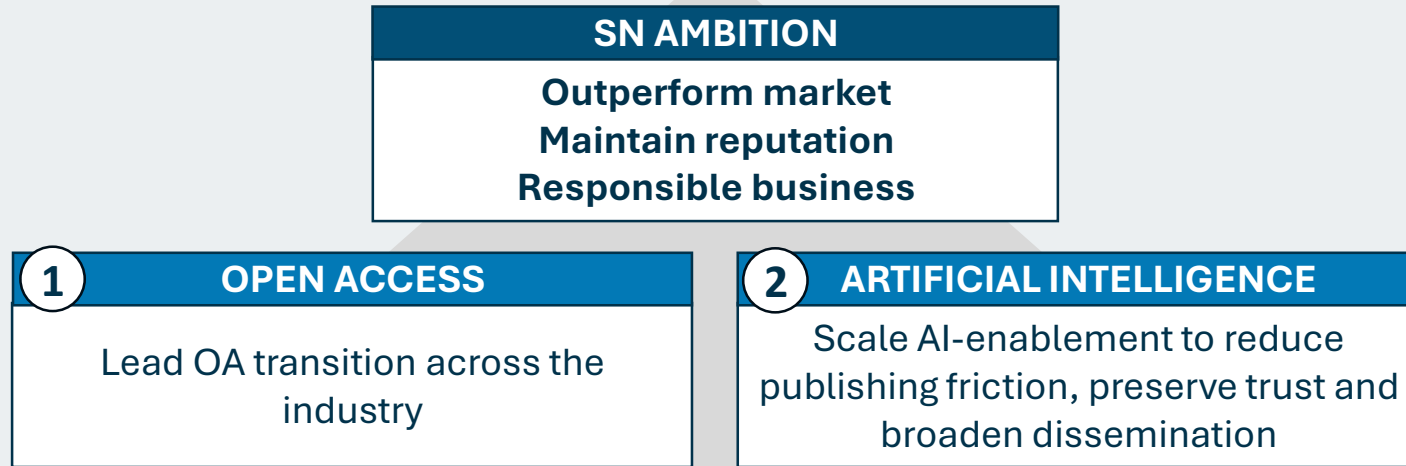 SN AMBITION
Outperform market
Maintain reputation
Responsible business
1
OPEN ACCESS
Lead OA transition across the
industry
2
ARTIFICIAL INTELLIGENCE
Scale AI-enablement to reduce
publishing friction, preserve trust and
broaden dissemination